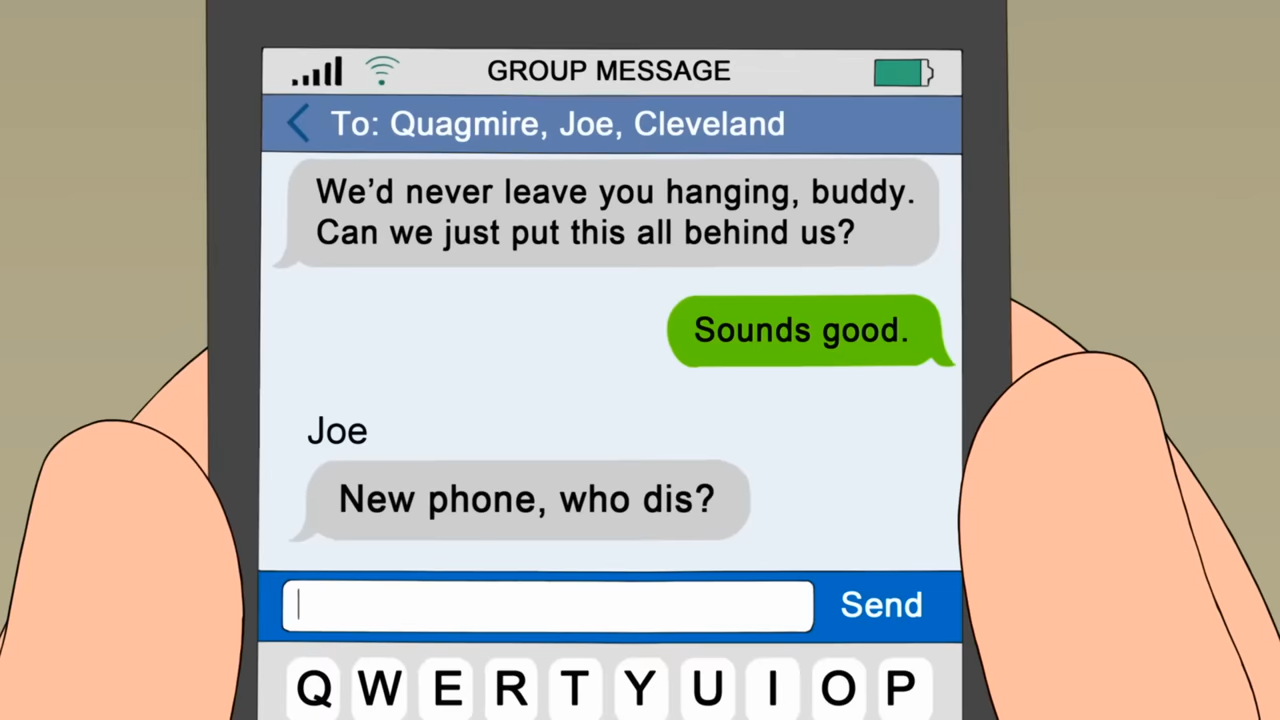 GROUP MESSAGE
To: Quagmire, Joe, Cleveland
We'd never leave you hanging, buddy.
Can we just put this all behind us?
Sounds good.
Joe
New phone, who dis?
Send
Q W E R T Y U I O P